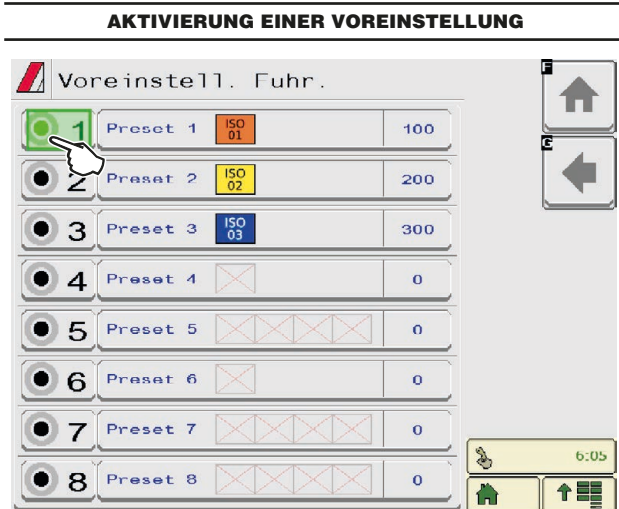 AKTIVIERUNG EINER VOREINSTELLUNG
Voreinstell. Fuhr.
F
G
1 Preset 1 ISO 01 100
2 Preset 2 ISO 02 200
3 Preset 3 ISO 03 300
4 Preset 4 0
5 Preset 5 0
6 Preset 6 0
7 Preset 7 0
8 Preset 8 0
6:05